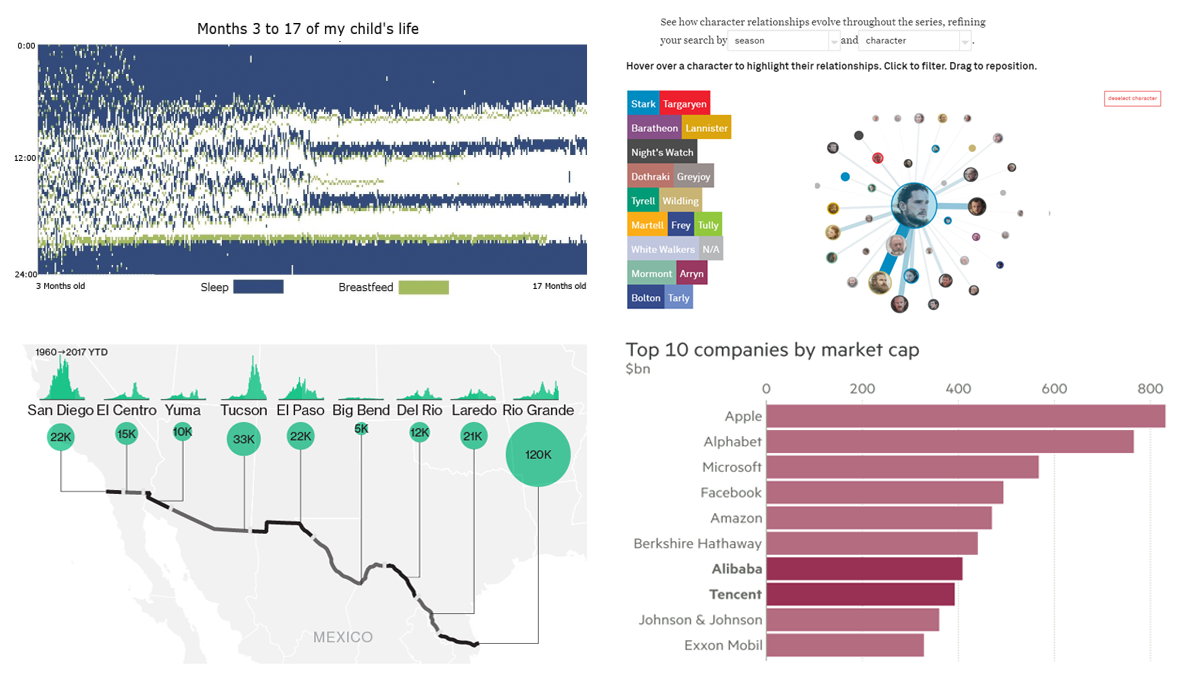 Months 3 to 17 of my child's life
0:00
12:00
24:00
3 Months old
Sleep
Breastfeed
17 Months old
See how character relationships evolve throughout the series, refining
your search by season and character .
Hover over a character to highlight their relationships. Click to filter. Drag to reposition.
deselect character
Stark Targaryen
Baratheon Lannister
Night's Watch
Dothraki Greyjoy
Tyrell Wildling
Martell Frey Tully
White Walkers N/A
Mormont Arryn
Bolton Tarly
1960→2017 YTD
San Diego El Centro Yuma Tucson El Paso Big Bend Del Rio Laredo Rio Grande
22K 15K 10K 33K 22K 5K 12K 21K 120K
MEXICO
Top 10 companies by market cap
$bn
0 200 400 600 800
Apple
Alphabet
Microsoft
Facebook
Amazon
Berkshire Hathaway
Alibaba
Tencent
Johnson & Johnson
Exxon Mobil